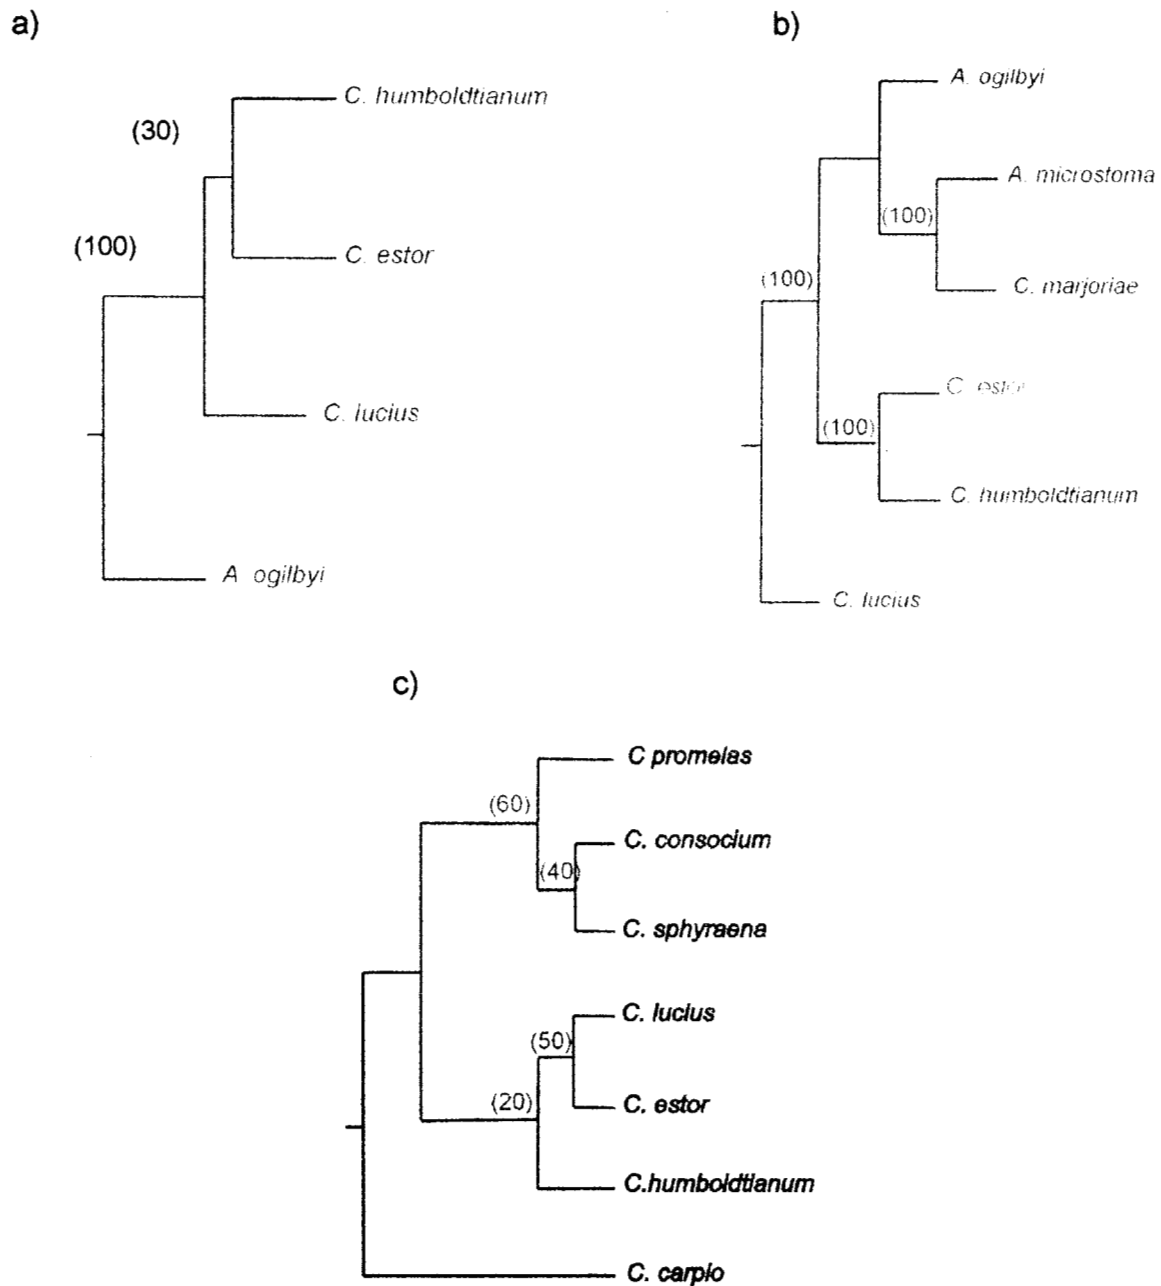 a)
C. humboldtianum
(30)
C. estor
(100)
C. lucius
A. ogilbyi
b)
A. ogilbyi
A. microstoma
(100)
C. marjoriae
(100)
C. estor
(100)
C. humboldtianum
C. lucius
c)
C promelas
(60)
C. consocium
(40)
C. sphyraena
C. lucius
(50)
C. estor
(20)
C.humboldtianum
C. carpio